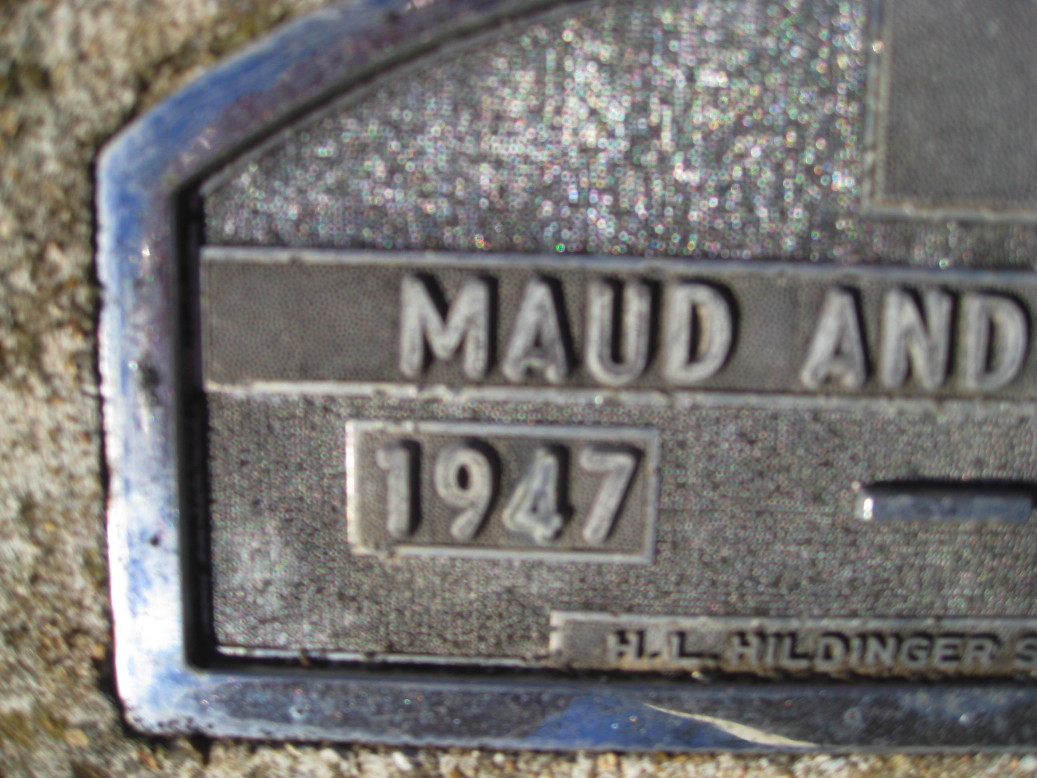 MAUD AND
1947 –
H. L. HILDINGER S